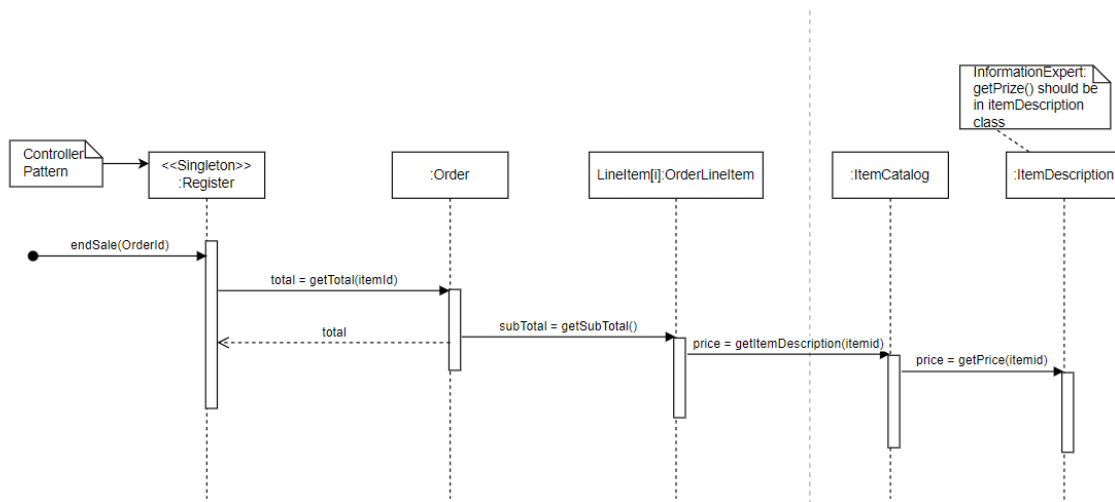 InformationExpert:
getPrize() should be
in itemDescription
class
Controller
Pattern
<<Singleton>>
:Register
:Order
LineItem[i]:OrderLineItem
:ItemCatalog
:ItemDescription
endSale(OrderId)
total = getTotal(itemId)
total
subTotal = getSubTotal()
price = getItemDescription(itemid)
price = getPrice(itemid)